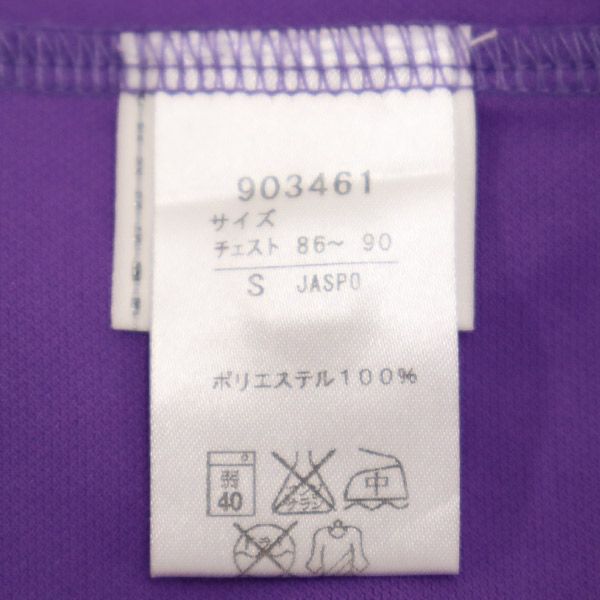 903461
サイズ
チェスト 86～ 90
S JASPO
ポリエステル100%
弱
40
中